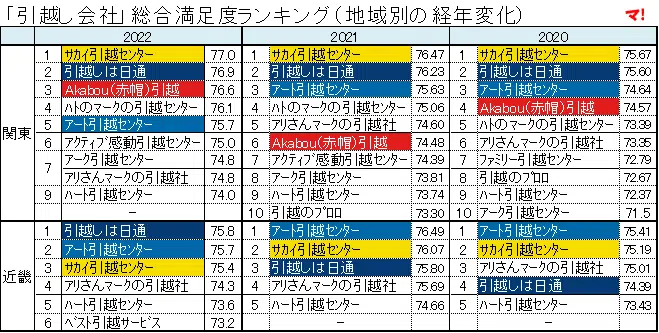 「引越し会社」総合満足度ランキング（地域別の経年変化） マ!
2022 2021 2020
関東
1 サカイ引越センター 77.0 1 サカイ引越センター 76.47 1 サカイ引越センター 75.67
2 引越しは日通 76.9 2 引越しは日通 76.23 2 引越しは日通 75.60
3 Akabou(赤帽)引越 76.6 3 アート引越センター 75.63 3 アート引越センター 74.64
4 ハトのマークの引越センター 76.1 4 ハトのマークの引越センター 75.06 4 Akabou(赤帽)引越 74.57
5 アート引越センター 75.7 5 アリさんマークの引越社 74.60 5 ハトのマークの引越センター 73.39
6 アクティブ感動引越センター 75.0 6 Akabou(赤帽)引越 74.48 6 アリさんマークの引越社 73.35
7 アーク引越センター 74.8 7 アクティブ感動引越センター 74.39 7 ファミリー引越センター 72.79
アリさんマークの引越社 74.8 8 アーク引越センター 73.81 8 引越のプロロ 72.67
9 ハート引越センター 74.0 9 ハート引越センター 73.74 9 ハート引越センター 72.37
– 10 引越のプロロ 73.30 10 アーク引越センター 71.5
近畿
1 引越しは日通 75.8 1 アート引越センター 76.49 1 アート引越センター 75.41
2 アート引越センター 75.7 2 サカイ引越センター 76.07 2 サカイ引越センター 75.19
3 サカイ引越センター 75.4 3 引越しは日通 75.80 3 アリさんマークの引越社 75.01
4 アリさんマークの引越社 74.3 4 アリさんマークの引越社 75.23 4 引越しは日通 74.39
5 ハート引越センター 73.6 5 ハート引越センター 74.66 5 ハート引越センター 73.43
6 ベスト引越サービス 73.2 – –